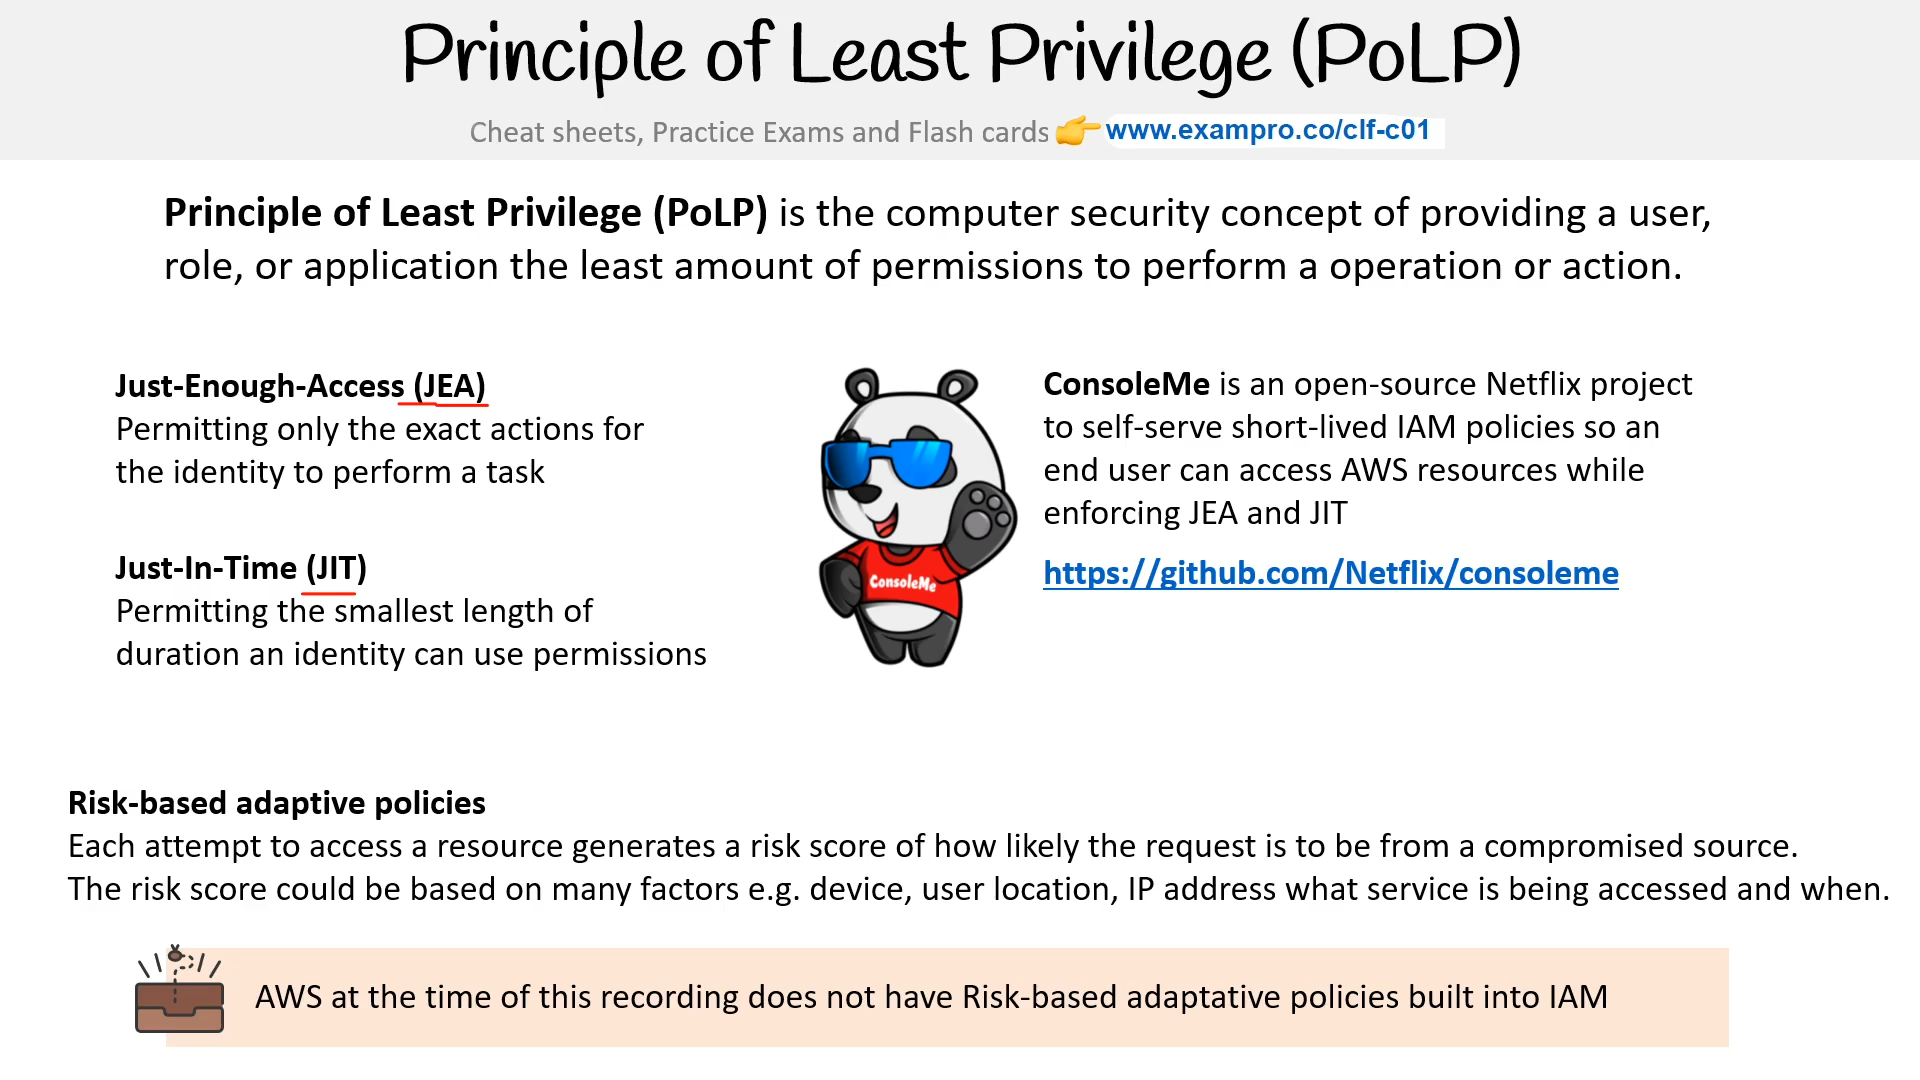 Principle of Least Privilege (PoLP)
Cheat sheets, Practice Exams and Flash cards 👉 www.exampro.co/clf-c01
Principle of Least Privilege (PoLP) is the computer security concept of providing a user,
role, or application the least amount of permissions to perform a operation or action.
Just-Enough-Access (JEA)
Permitting only the exact actions for
the identity to perform a task
Just-In-Time (JIT)
Permitting the smallest length of
duration an identity can use permissions
ConsoleMe
ConsoleMe is an open-source Netflix project
to self-serve short-lived IAM policies so an
end user can access AWS resources while
enforcing JEA and JIT
https://github.com/Netflix/consoleme
Risk-based adaptive policies
Each attempt to access a resource generates a risk score of how likely the request is to be from a compromised source.
The risk score could be based on many factors e.g. device, user location, IP address what service is being accessed and when.
AWS at the time of this recording does not have Risk-based adaptative policies built into IAM